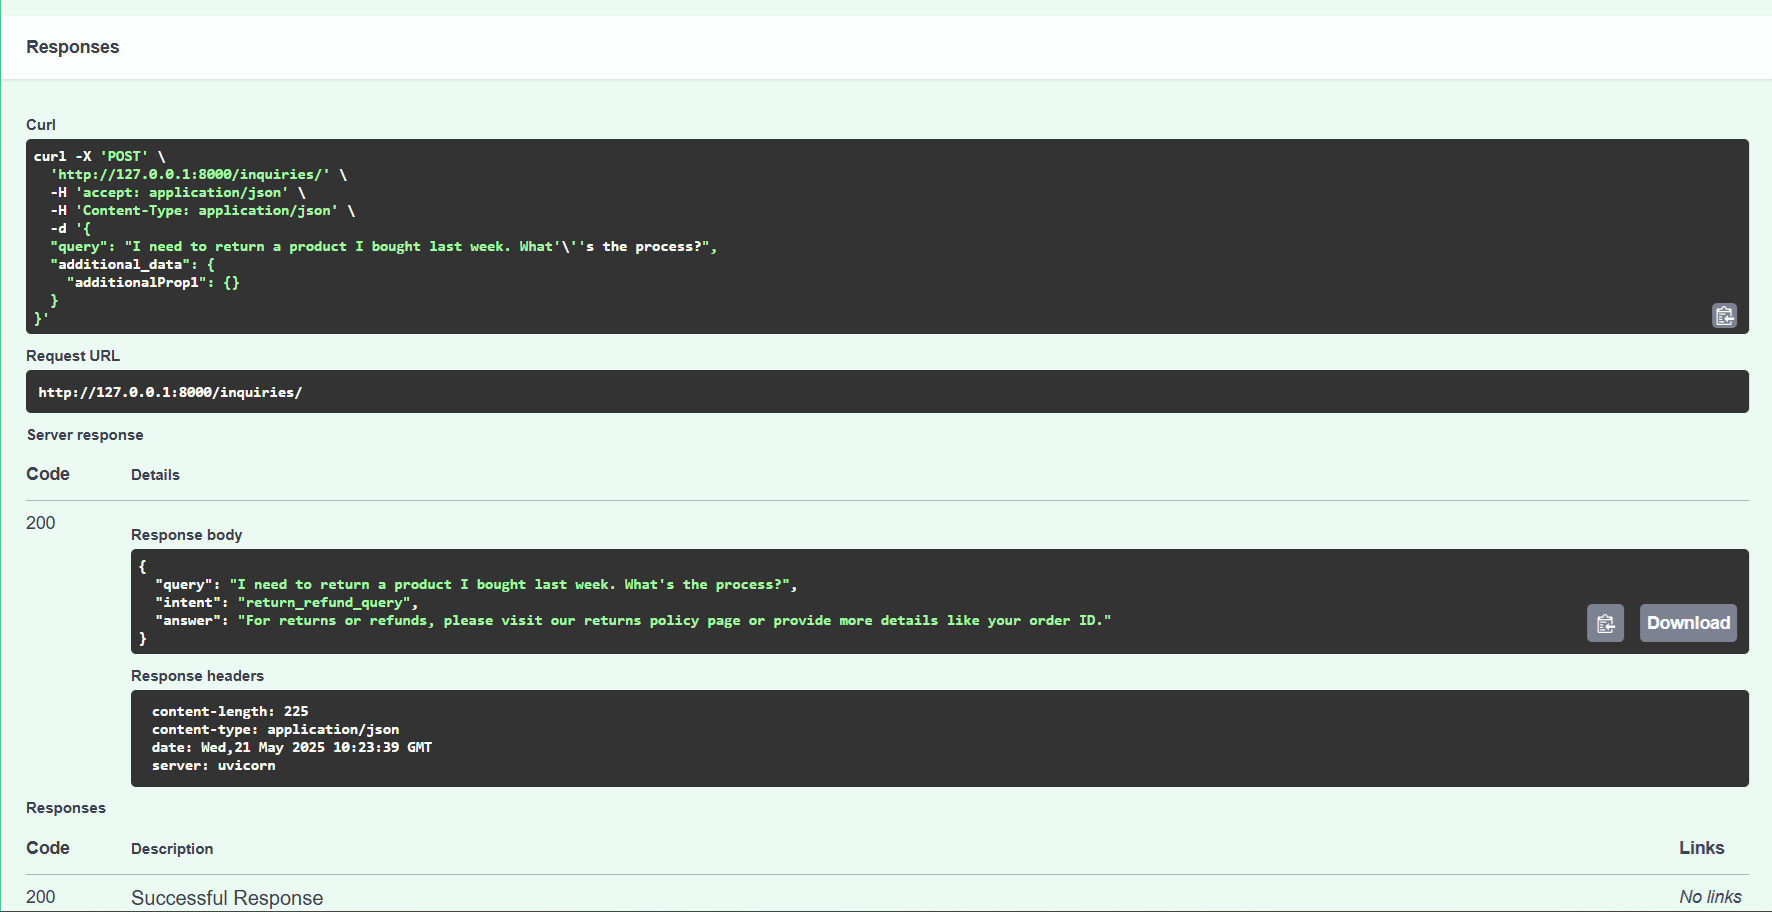 Responses
Curl
curl -X 'POST' \
  'http://127.0.0.1:8000/inquiries/' \
  -H 'accept: application/json' \
  -H 'Content-Type: application/json' \
  -d '{
  "query": "I need to return a product I bought last week. What'\''s the process?",
  "additional_data": {
    "additionalProp1": {}
  }
}'
Request URL
http://127.0.0.1:8000/inquiries/
Server response
Code Details
200
Response body
{
  "query": "I need to return a product I bought last week. What's the process?",
  "intent": "return_refund_query",
  "answer": "For returns or refunds, please visit our returns policy page or provide more details like your order ID."
}
Download
Response headers
content-length: 225
content-type: application/json
date: Wed,21 May 2025 10:23:39 GMT
server: uvicorn
Responses
Code Description Links
200 Successful Response No links